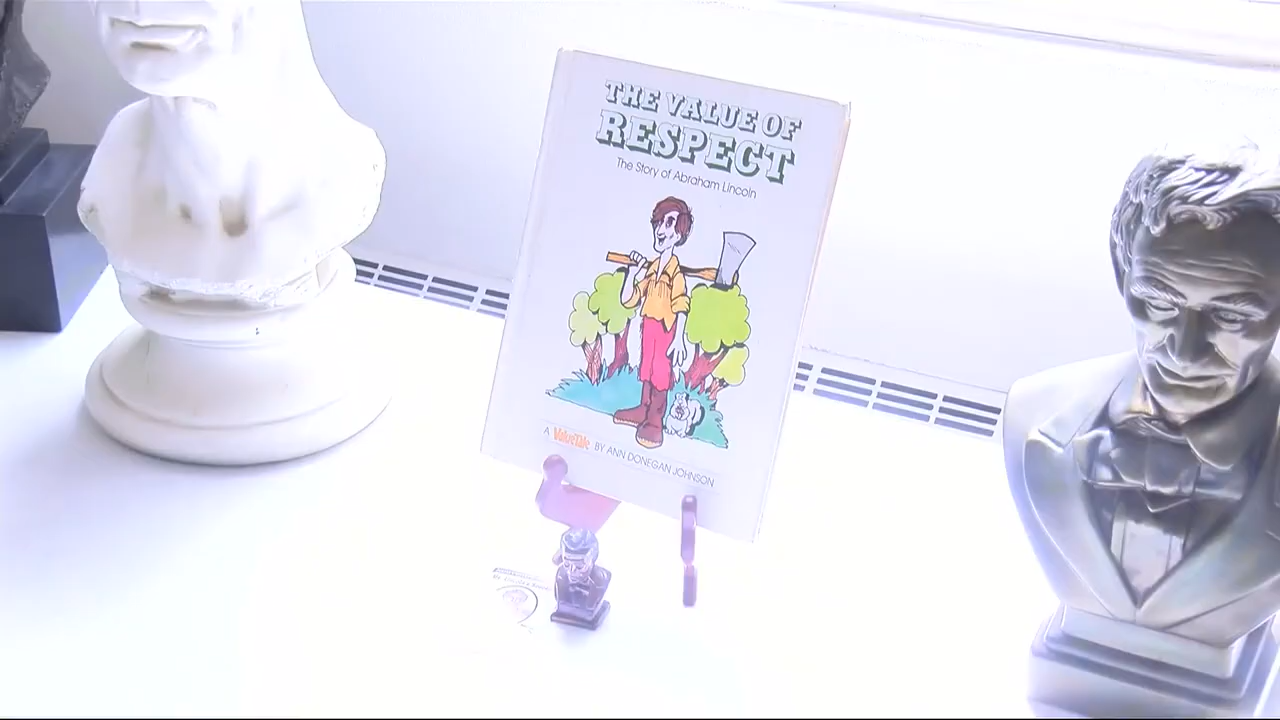 THE VALUE OF
RESPECT
The Story of Abraham Lincoln
A ValueTale BY ANN DONEGAN JOHNSON